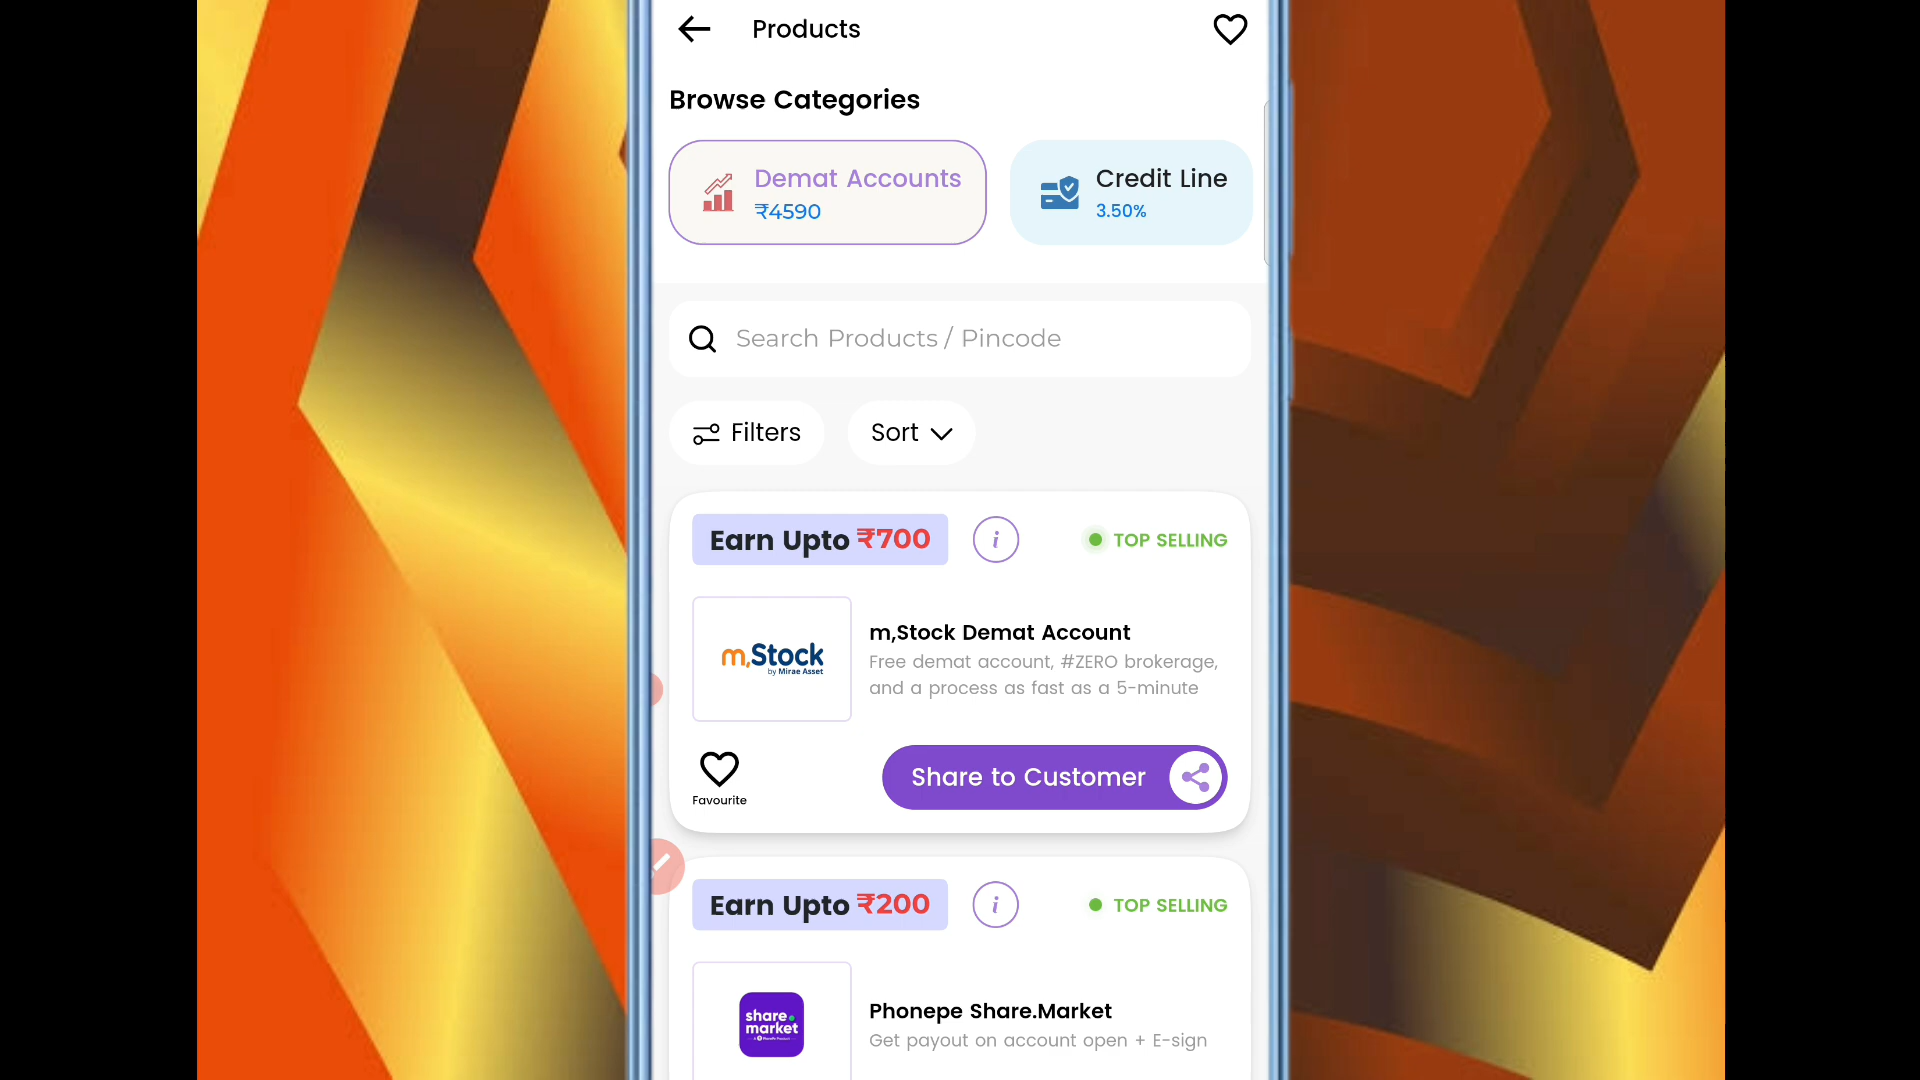 Products
Browse Categories
Demat Accounts
₹4590
Credit Line
3.50%
Search Products / Pincode
Filters
Sort
Earn Upto ₹700
i
TOP SELLING
m,Stock
by Mirae Asset
m,Stock Demat Account
Free demat account, #ZERO brokerage,
and a process as fast as a 5-minute
Favourite
Share to Customer
Earn Upto ₹200
i
TOP SELLING
share.
market
Phonepe Share.Market
Get payout on account open + E-sign